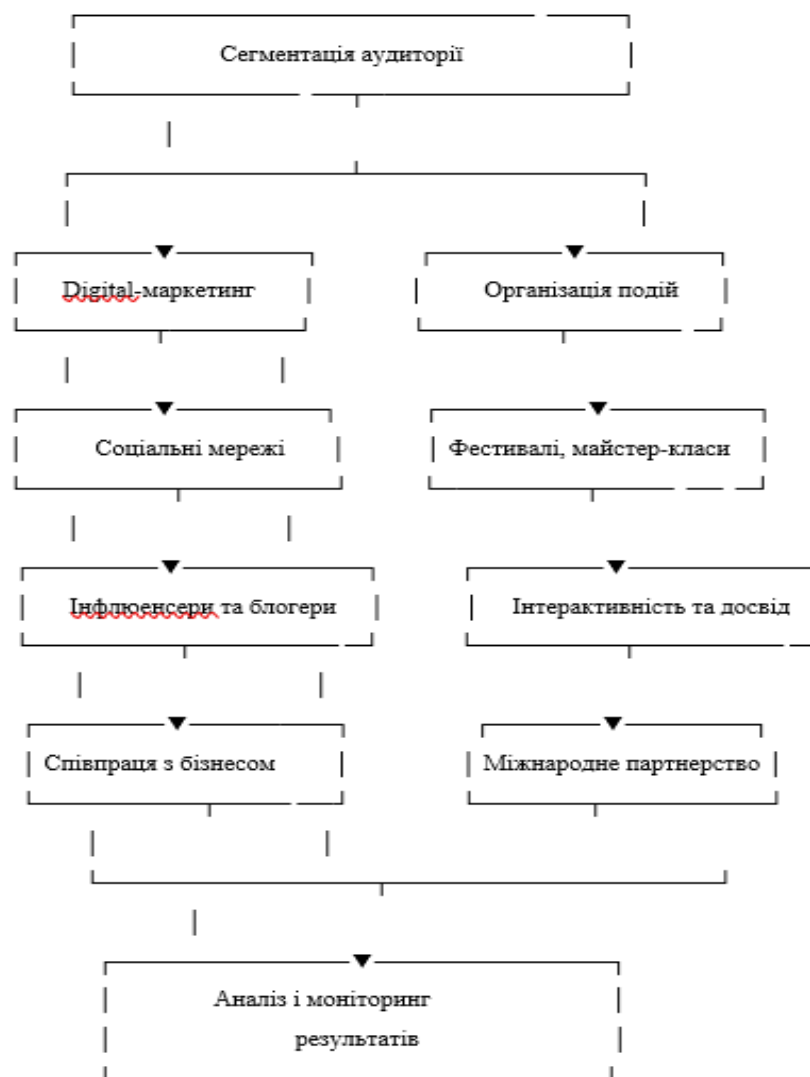 Сегментація аудиторії
Digital-маркетинг
Організація подій
Соціальні мережі
Фестивалі, майстер-класи
Інфлюенсери та блогери
Інтерактивність та досвід
Співпраця з бізнесом
Міжнародне партнерство
Аналіз і моніторинг
результатів